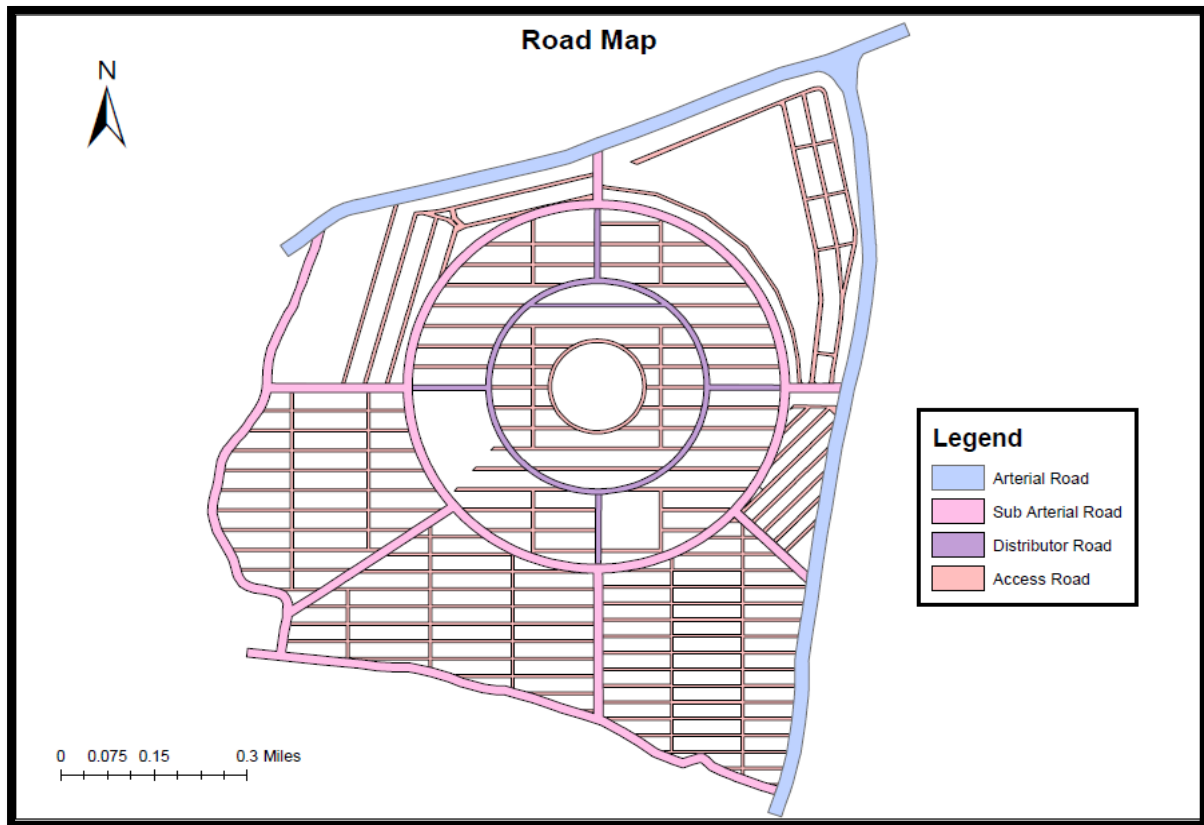 Road Map
N
Legend
Arterial Road
Sub Arterial Road
Distributor Road
Access Road
0 0.075 0.15 0.3 Miles